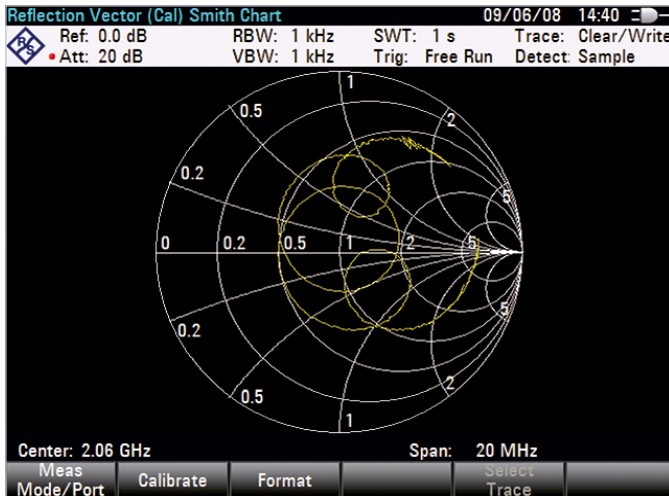 Reflection Vector (Cal) Smith Chart 09/06/08 14:40
R&S Ref: 0.0 dB RBW: 1 kHz SWT: 1 s Trace: Clear/Write
Att: 20 dB VBW: 1 kHz Trig: Free Run Detect: Sample
1
0.5 2
0.2 5
0 0.2 0.5 1 2 5
0.2 5
0.5 2
1
Center: 2.06 GHz Span: 20 MHz
Meas Select
Mode/Port Calibrate Format Trace